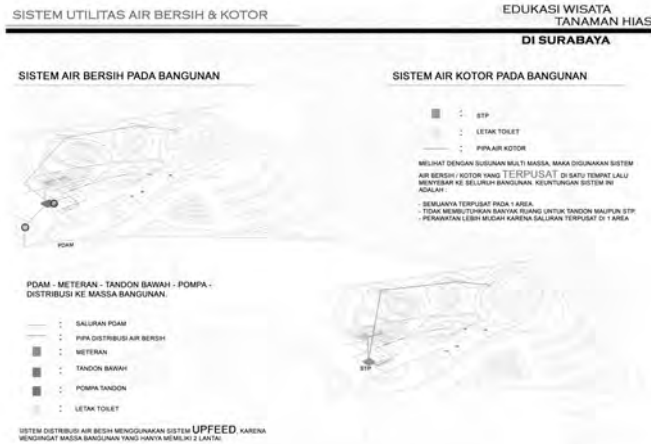 SISTEM UTILITAS AIR BERSIH & KOTOR
EDUKASI WISATA
TANAMAN HIAS
DI SURABAYA
SISTEM AIR BERSIH PADA BANGUNAN
PDAM
PDAM - METERAN - TANDON BAWAH - POMPA -
DISTRIBUSI KE MASSA BANGUNAN.
: SALURAN PDAM
: PIPA DISTRIBUSI AIR BERSIH
: METERAN
: TANDON BAWAH
: POMPA TANDON
: LETAK TOILET
SISTEM DISTRIBUSI AIR BESIH MENGGUNAKAN SISTEM UPFEED, KARENA
MENGINGAT MASSA BANGUNAN YANG HANYA MEMILIKI 2 LANTAI.
SISTEM AIR KOTOR PADA BANGUNAN
: STP
: LETAK TOILET
: PIPA AIR KOTOR
MELIHAT DENGAN SUSUNAN MULTI MASSA, MAKA DIGUNAKAN SISTEM
AIR BERSIH / KOTOR YANG TERPUSAT DI SATU TEMPAT LALU
MENYEBAR KE SELURUH BANGUNAN. KEUNTUNGAN SISTEM INI
ADALAH :
- SEMUANYA TERPUSAT PADA 1 AREA.
- TIDAK MEMBUTUHKAN BANYAK RUANG UNTUK TANDON MAUPUN STP.
- PERAWATAN LEBIH MUDAH KARENA SALURAN TERPUSAT DI 1 AREA
STP